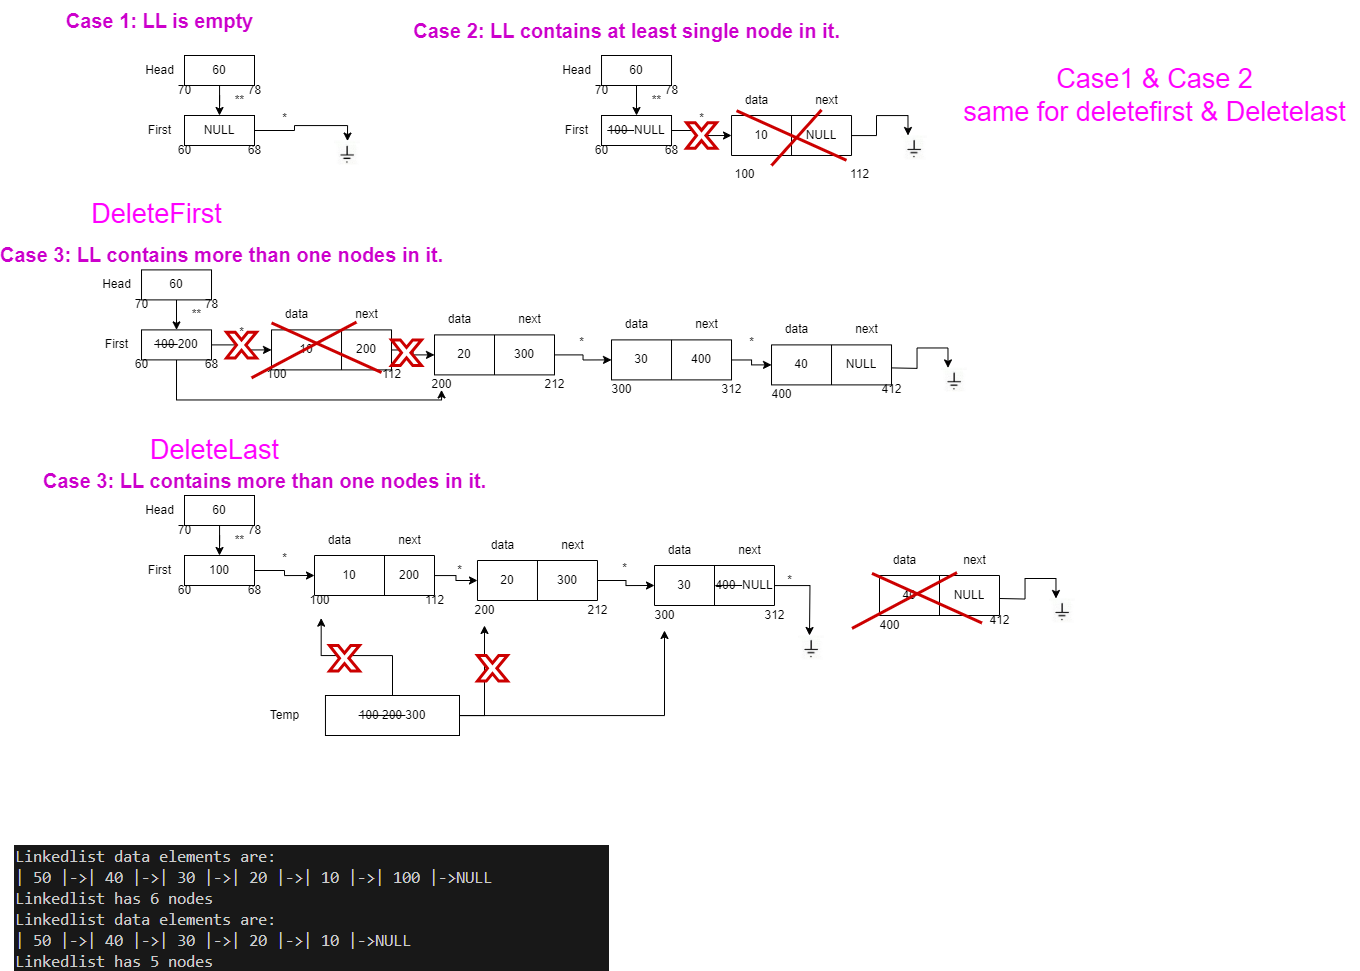 Case 1: LL is empty
Case 2: LL contains at least single node in it.
Head
60
70
78
**
First
NULL
*
60
68
Head
60
70
78
**
First
100 NULL
*
60
68
data
next
10
NULL
100
112
Case1 & Case 2
same for deletefirst & Deletelast
DeleteFirst
Case 3: LL contains more than one nodes in it.
Head
60
70
78
**
First
100 200
*
60
68
data
next
10
200
100
112
data
next
20
300
*
200
212
data
next
30
400
*
300
312
data
next
40
NULL
400
412
DeleteLast
Case 3: LL contains more than one nodes in it.
Head
60
70
78
**
First
100
*
60
68
data
next
10
200
*
100
112
data
next
20
300
*
200
212
data
next
30
400 NULL
*
300
312
data
next
40
NULL
400
412
Temp
100 200 300
Linkedlist data elements are:
| 50 |->| 40 |->| 30 |->| 20 |->| 10 |->| 100 |->NULL
Linkedlist has 6 nodes
Linkedlist data elements are:
| 50 |->| 40 |->| 30 |->| 20 |->| 10 |->NULL
Linkedlist has 5 nodes